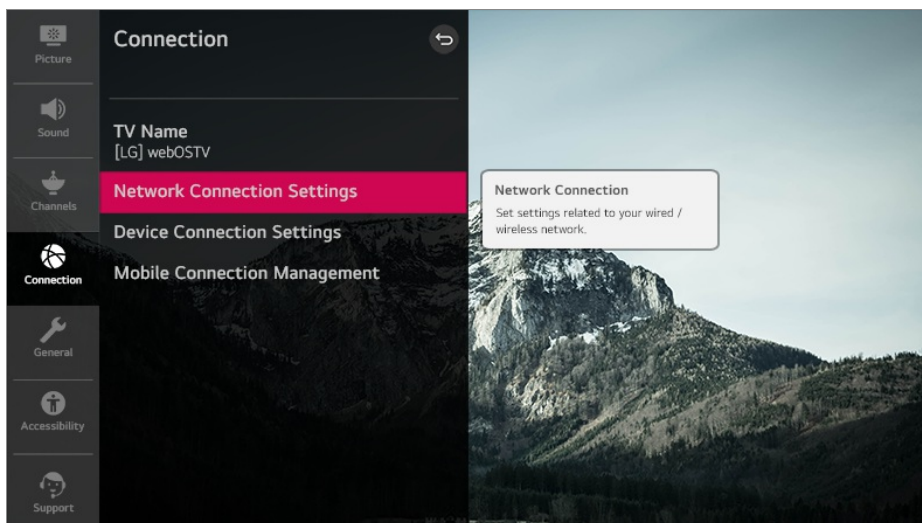 Picture
Sound
Channels
Connection
General
Accessibility
Support
Connection
TV Name
[LG] webOSTV
Network Connection Settings
Device Connection Settings
Mobile Connection Management
Network Connection
Set settings related to your wired /
wireless network.